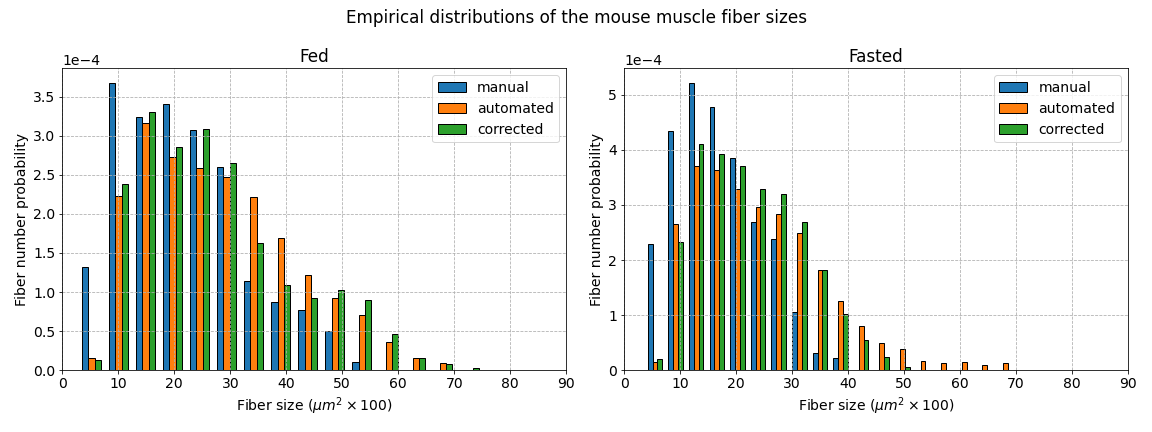 Empirical distributions of the mouse muscle fiber sizes
Fed
1e−4
Fiber number probability
3.5
3.0
2.5
2.0
1.5
1.0
0.5
0.0
manual
automated
corrected
0 10 20 30 40 50 60 70 80 90
Fiber size (μm² × 100)
Fasted
1e−4
Fiber number probability
5
4
3
2
1
0
manual
automated
corrected
0 10 20 30 40 50 60 70 80 90
Fiber size (μm² × 100)